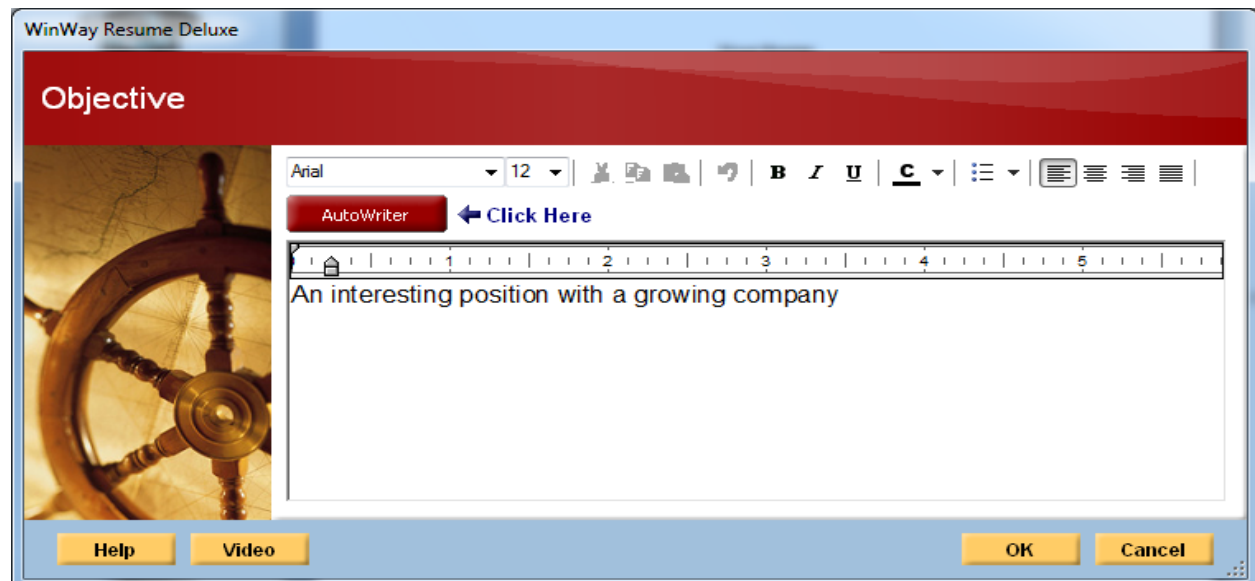 WinWay Resume Deluxe
Objective
Arial 12 B I U C
AutoWriter Click Here
1 2 3 4 5
An interesting position with a growing company
Help Video OK Cancel